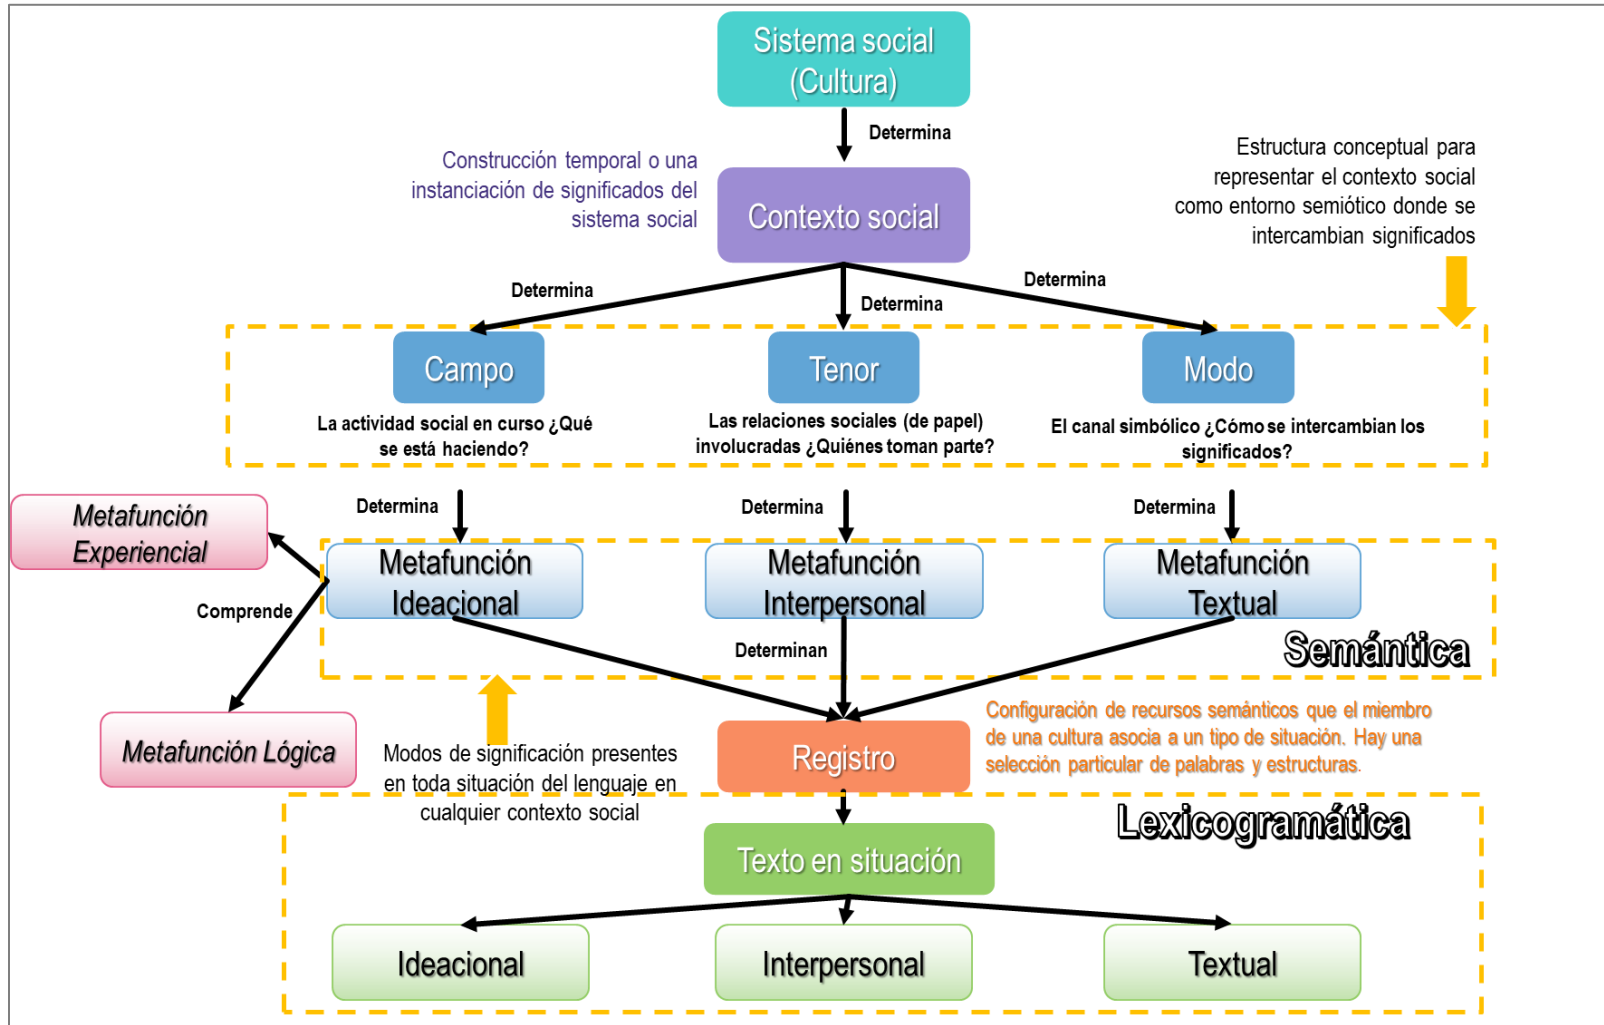 Sistema social
(Cultura)
Determina
Construcción temporal o una
instanciación de significados del
sistema social
Contexto social
Estructura conceptual para
representar el contexto social
como entorno semiótico donde se
intercambian significados
Determina
Determina
Determina
Campo
Tenor
Modo
La actividad social en curso ¿Qué
se está haciendo?
Las relaciones sociales (de papel)
involucradas ¿Quiénes toman parte?
El canal simbólico ¿Cómo se intercambian los
significados?
Determina
Determina
Determina
Metafunción
Experiencial
Metafunción
Ideacional
Metafunción
Interpersonal
Metafunción
Textual
Comprende
Determinan
Semántica
Metafunción Lógica
Modos de significación presentes
en toda situación del lenguaje en
cualquier contexto social
Registro
Configuración de recursos semánticos que el miembro
de una cultura asocia a un tipo de situación. Hay una
selección particular de palabras y estructuras.
Lexicogramática
Texto en situación
Ideacional
Interpersonal
Textual